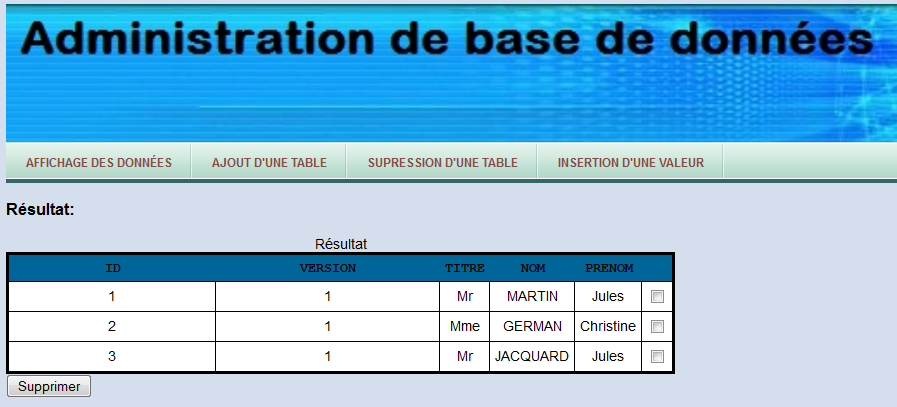 Administration de base de données
AFFICHAGE DES DONNÉES AJOUT D'UNE TABLE SUPRESSION D'UNE TABLE INSERTION D'UNE VALEUR
Résultat:
Résultat
ID VERSION TITRE NOM PRENOM
1 1 Mr MARTIN Jules
2 1 Mme GERMAN Christine
3 1 Mr JACQUARD Jules
Supprimer